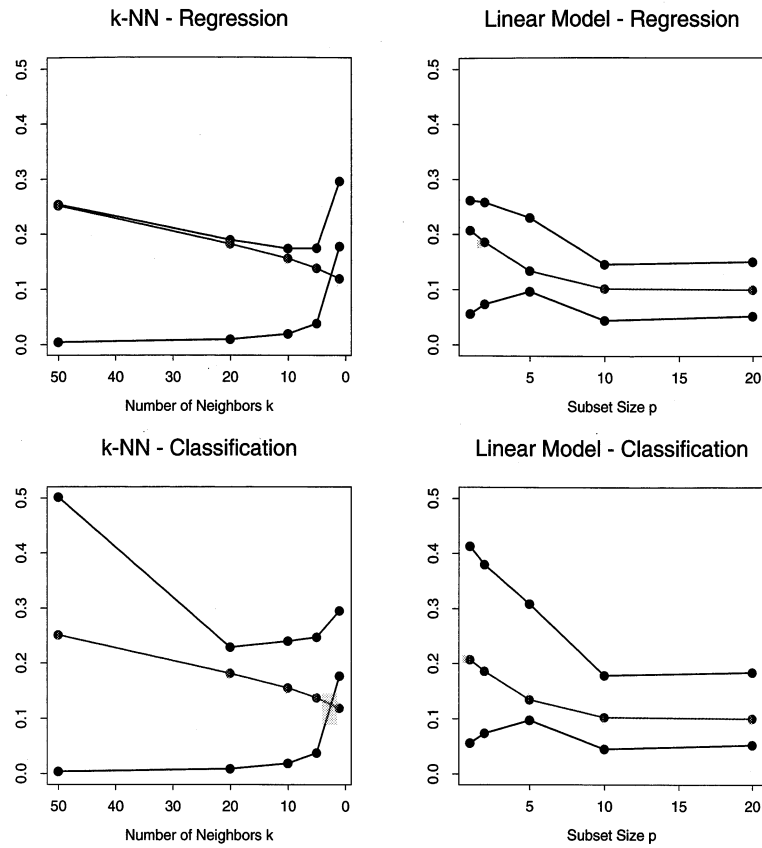 k-NN - Regression
Linear Model - Regression
0.5
0.4
0.3
0.2
0.1
0.0
50 40 30 20 10 0
Number of Neighbors k
0.5
0.4
0.3
0.2
0.1
0.0
5 10 15 20
Subset Size p
k-NN - Classification
Linear Model - Classification
0.5
0.4
0.3
0.2
0.1
0.0
50 40 30 20 10 0
Number of Neighbors k
0.5
0.4
0.3
0.2
0.1
0.0
5 10 15 20
Subset Size p